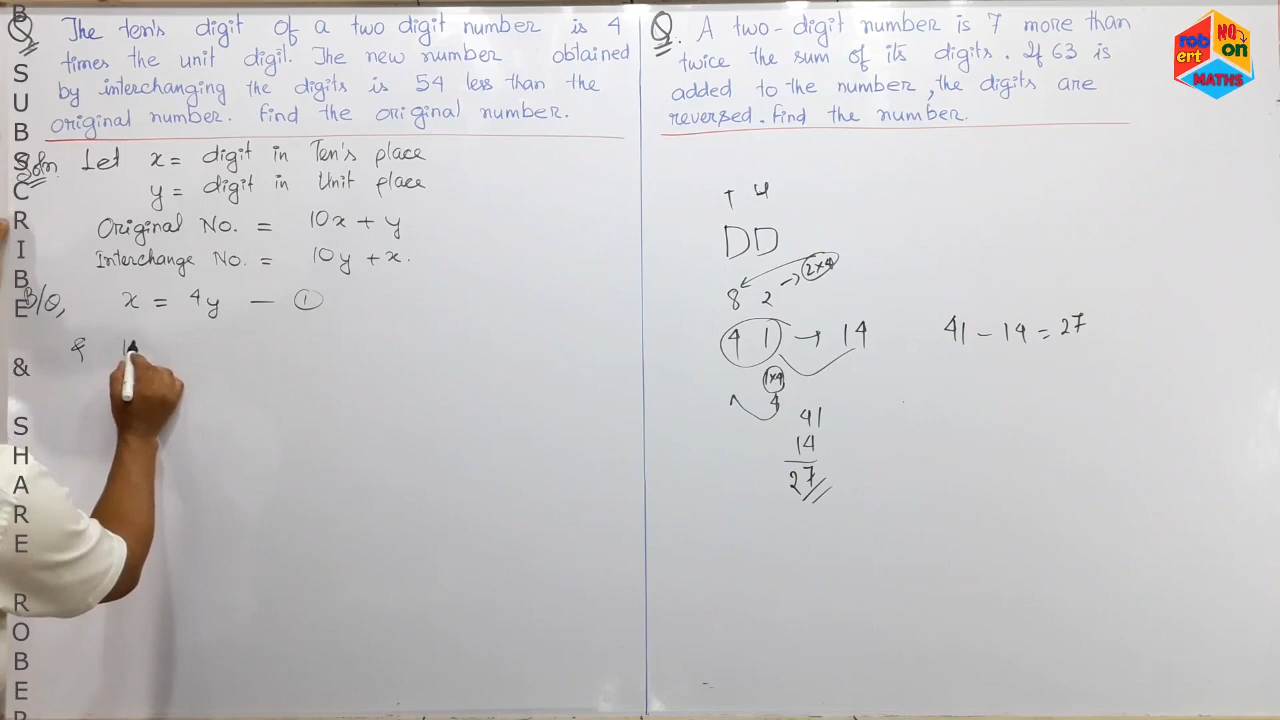 Q. The ten's digit of a two digit number is 4
times the unit digit. The new number obtained
by interchanging the digits is 54 less than the
original number. find the original number.
Soln. Let x = digit in Ten's place
y = digit in Unit place
Original No. = 10x + y
Interchange No. = 10y + x.
B/Q, x = 4y — ①
&
Q. A two-digit number is 7 more than
twice the sum of its digits. If 63 is
added to the number, the digits are
reversed. Find the number.
DD
8 2 → 2×4
4 1 → 14
41 - 14 = 27
1×4
4
41
14
27
robert NO on
MATHS
SUBSCRIBE & SHARE ROBER